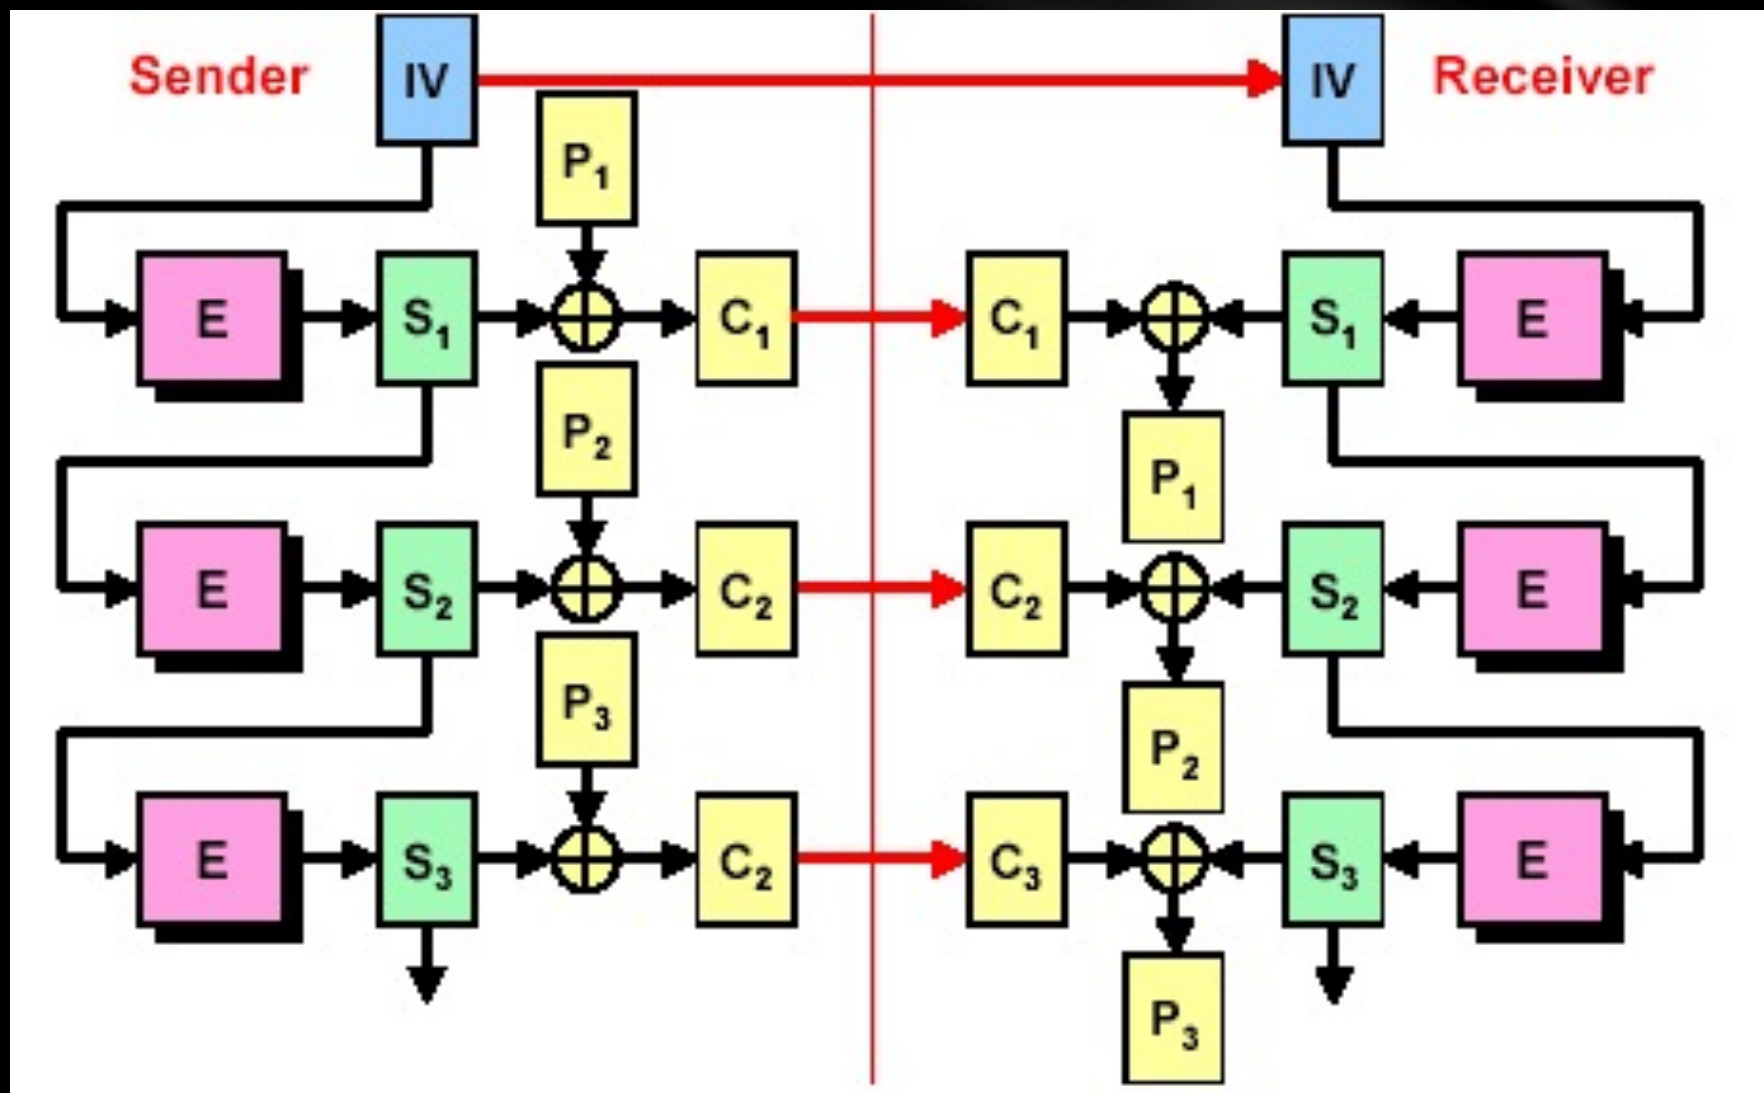 Sender IV IV Receiver
P1
E S1 C1 C1 S1 E
P2
P1
E S2 C2 C2 S2 E
P3
P2
E S3 C2 C3 S3 E
P3